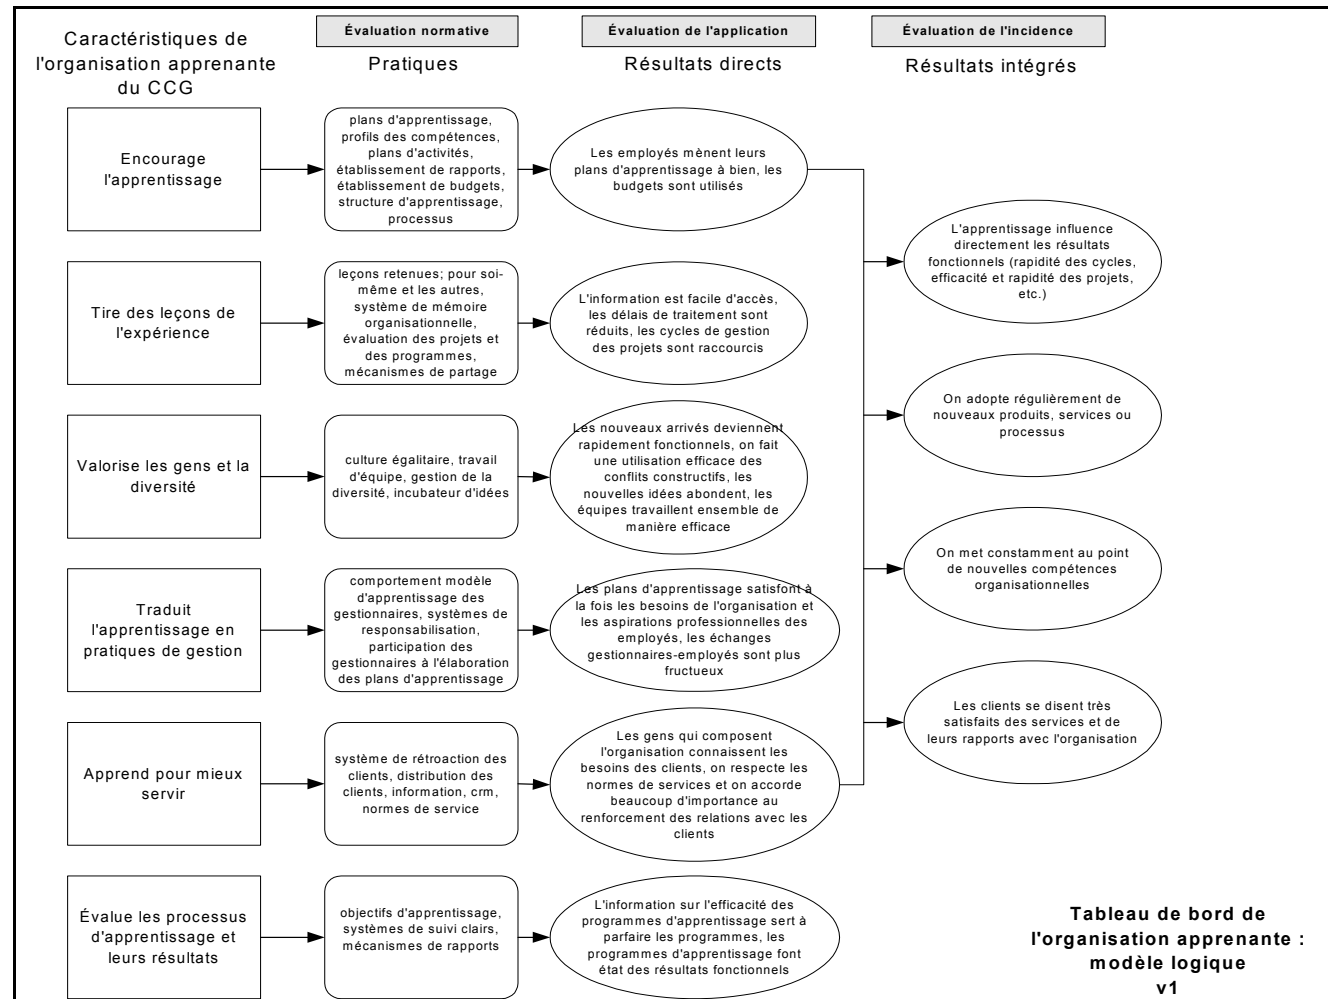 Caractéristiques de
l'organisation apprenante
du CCG
Évaluation normative
Pratiques
Évaluation de l'application
Résultats directs
Évaluation de l'incidence
Résultats intégrés
Encourage
l'apprentissage
plans d'apprentissage,
profils des compétences,
plans d'activités,
établissement de rapports,
établissement de budgets,
structure d'apprentissage,
processus
Les employés mènent leurs
plans d'apprentissage à bien, les
budgets sont utilisés
L'apprentissage influence
directement les résultats
fonctionnels (rapidité des cycles,
efficacité et rapidité des projets,
etc.)
Tire des leçons de
l'expérience
leçons retenues; pour soi-
même et les autres,
système de mémoire
organisationnelle,
évaluation des projets et
des programmes,
mécanismes de partage
L'information est facile d'accès,
les délais de traitement sont
réduits, les cycles de gestion
des projets sont raccourcis
On adopte régulièrement de
nouveaux produits, services ou
processus
Valorise les gens et la
diversité
culture égalitaire, travail
d'équipe, gestion de la
diversité, incubateur d'idées
Les nouveaux arrivés deviennent
rapidement fonctionnels, on fait
une utilisation efficace des
conflits constructifs, les
nouvelles idées abondent, les
équipes travaillent ensemble de
manière efficace
On met constamment au point
de nouvelles compétences
organisationnelles
Traduit
l'apprentissage en
pratiques de gestion
comportement modèle
d'apprentissage des
gestionnaires, systèmes de
responsabilisation,
participation des
gestionnaires à l'élaboration
des plans d'apprentissage
Les plans d'apprentissage satisfont à
la fois les besoins de l'organisation et
les aspirations professionnelles des
employés, les échanges
gestionnaires-employés sont plus
fructueux
Les clients se disent très
satisfaits des services et de
leurs rapports avec l'organisation
Apprend pour mieux
servir
système de rétroaction des
clients, distribution des
clients, information, crm,
normes de service
Les gens qui composent
l'organisation connaissent les
besoins des clients, on respecte les
normes de services et on accorde
beaucoup d'importance au
renforcement des relations avec les
clients
Évalue les processus
d'apprentissage et
leurs résultats
objectifs d'apprentissage,
systèmes de suivi clairs,
mécanismes de rapports
L'information sur l'efficacité des
programmes d'apprentissage sert à
parfaire les programmes, les
programmes d'apprentissage font
état des résultats fonctionnels
Tableau de bord de
l'organisation apprenante :
modèle logique
v1